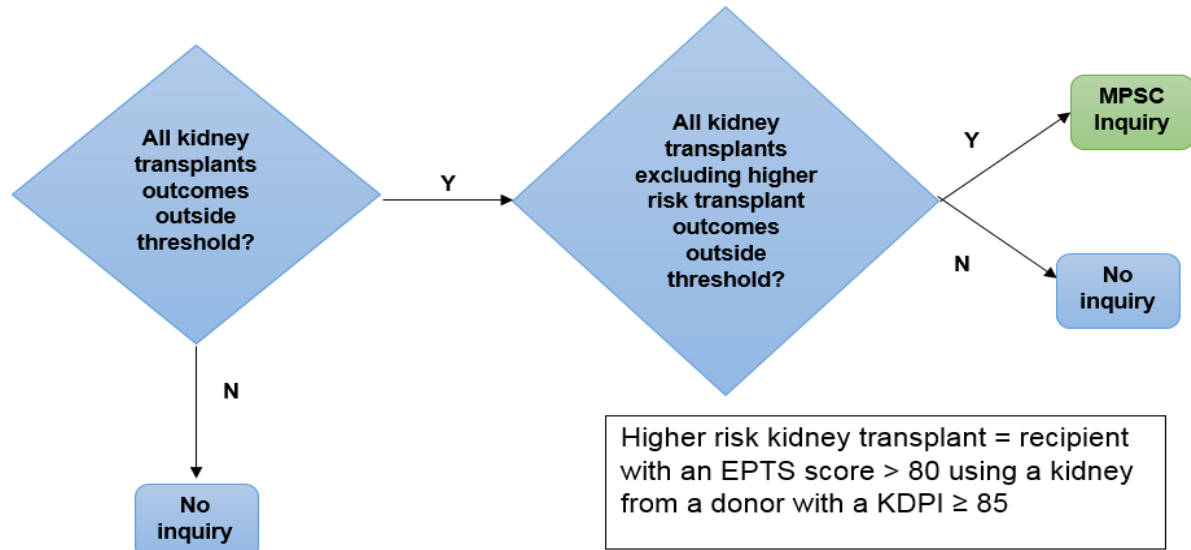 All kidney
transplants
outcomes
outside
threshold?
Y
N
No
inquiry
All kidney
transplants
excluding higher
risk transplant
outcomes
outside
threshold?
Y
MPSC
Inquiry
N
No
inquiry
Higher risk kidney transplant = recipient
with an EPTS score > 80 using a kidney
from a donor with a KDPI ≥ 85